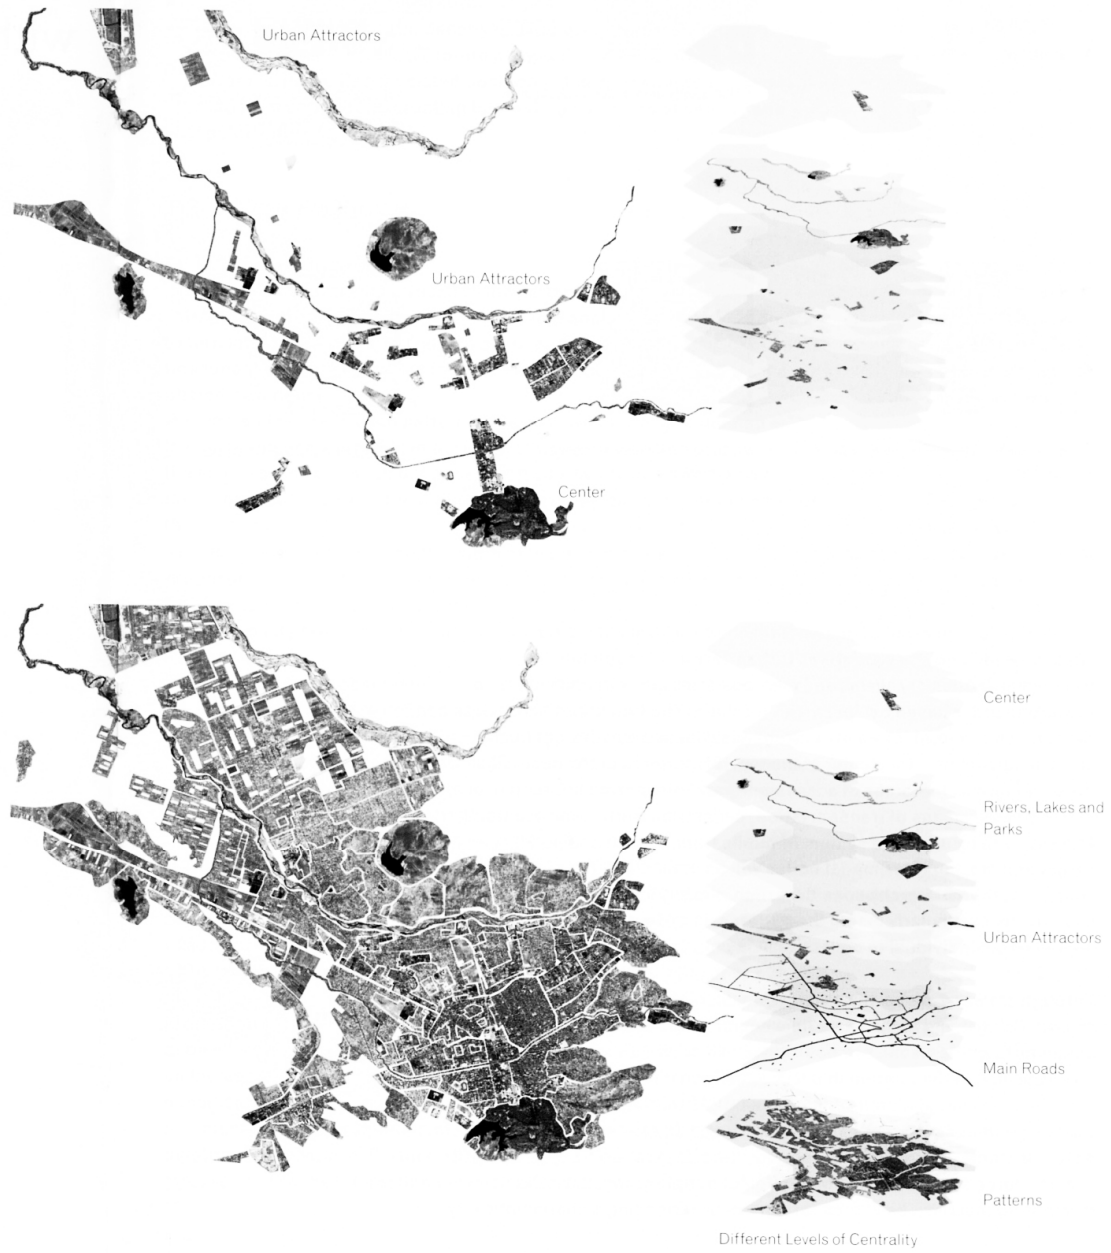 Urban Attractors
Urban Attractors
Center
Center
Rivers, Lakes and
Parks
Urban Attractors
Main Roads
Patterns
Different Levels of Centrality